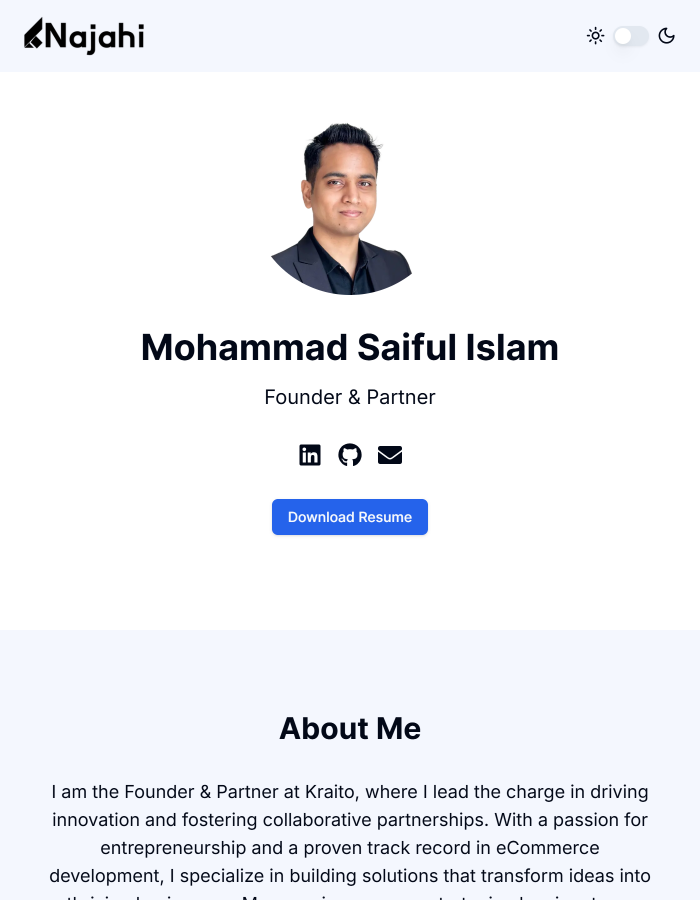 Najahi
Mohammad Saiful Islam
Founder & Partner
Download Resume
About Me
I am the Founder & Partner at Kraito, where I lead the charge in driving
innovation and fostering collaborative partnerships. With a passion for
entrepreneurship and a proven track record in eCommerce
development, I specialize in building solutions that transform ideas into